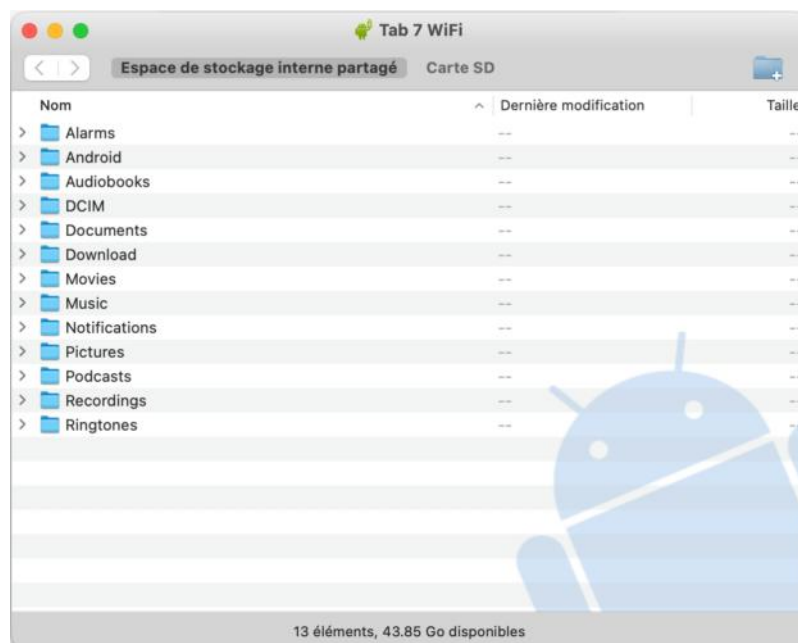 Tab 7 WiFi
Espace de stockage interne partagé Carte SD
Nom Dernière modification Taille
Alarms --
Android --
Audiobooks --
DCIM --
Documents --
Download --
Movies --
Music --
Notifications --
Pictures --
Podcasts --
Recordings --
Ringtones --
13 éléments, 43.85 Go disponibles